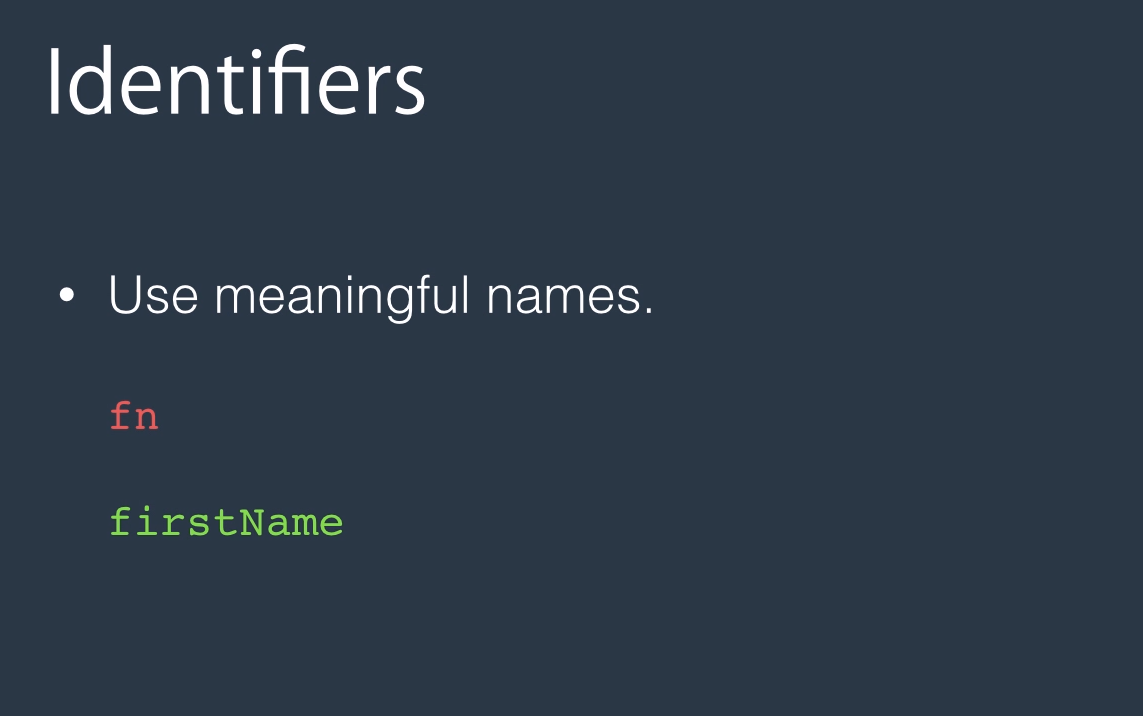 Identifiers
• Use meaningful names.
fn
firstName